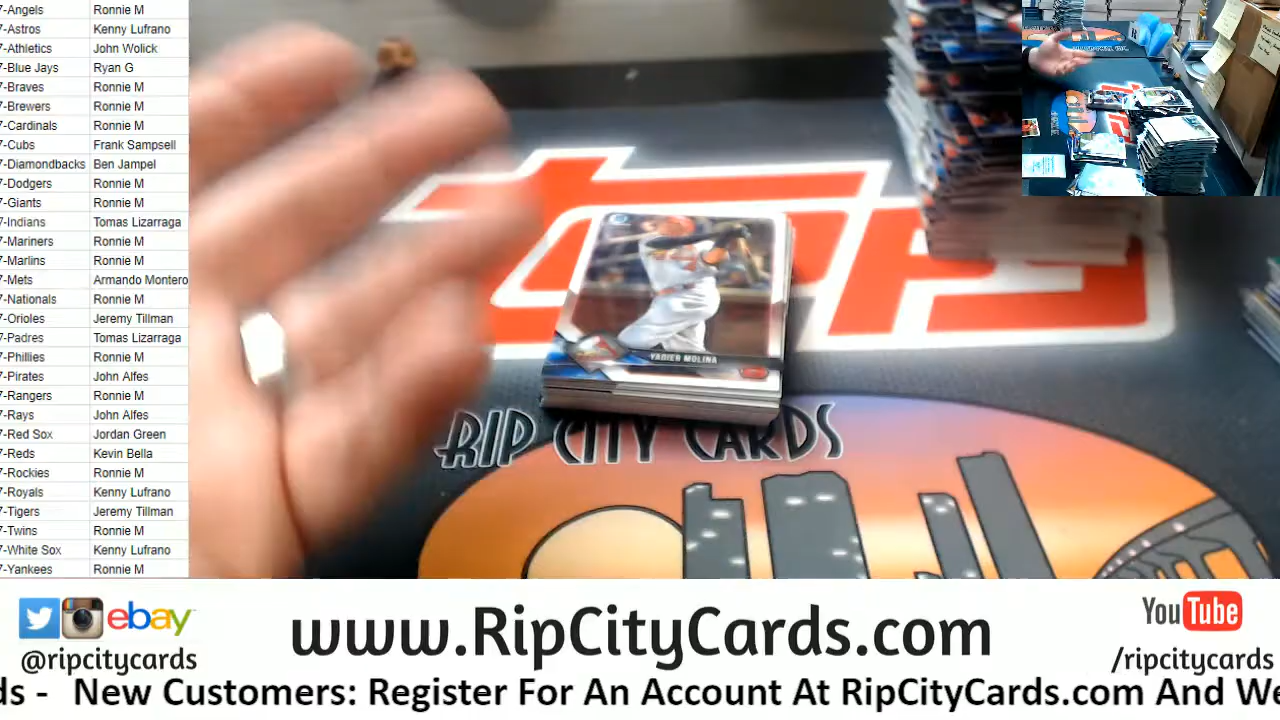 7-Angels Ronnie M
7-Astros Kenny Lufrano
7-Athletics John Wolick
7-Blue Jays Ryan G
7-Braves Ronnie M
7-Brewers Ronnie M
7-Cardinals Ronnie M
7-Cubs Frank Sampsell
7-Diamondbacks Ben Jampel
7-Dodgers Ronnie M
7-Giants Ronnie M
7-Indians Tomas Lizarraga
7-Mariners Ronnie M
7-Marlins Ronnie M
7-Mets Armando Montero
7-Nationals Ronnie M
7-Orioles Jeremy Tillman
7-Padres Tomas Lizarraga
7-Phillies Ronnie M
7-Pirates John Alfes
7-Rangers Ronnie M
7-Rays John Alfes
7-Red Sox Jordan Green
7-Reds Kevin Bella
7-Rockies Ronnie M
7-Royals Kenny Lufrano
7-Tigers Jeremy Tillman
7-Twins Ronnie M
7-White Sox Kenny Lufrano
7-Yankees Ronnie M
YADIER MOLINA
RIP CITY CARDS
ebay
@ripcitycards
www.RipCityCards.com
YouTube
/ripcitycards
ds - New Customers: Register For An Account At RipCityCards.com And We